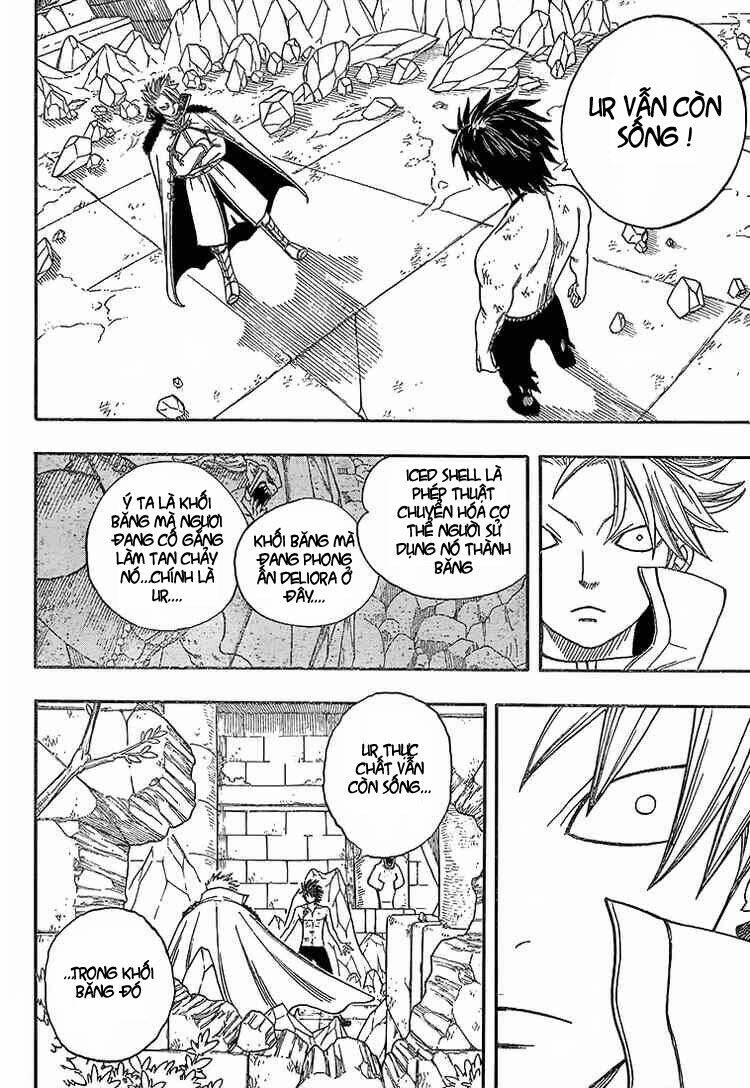 UR VẪN CÒN
SỐNG !
ICED SHELL LÀ
PHÉP THUẬT
CHUYỂN HÓA CƠ
THỂ NGƯỜI SỬ
DỤNG NÓ THÀNH
BĂNG
KHỐI BĂNG MÀ
ĐANG PHONG
ẤN DELIORA Ở
ĐÂY....
Ý TA LÀ KHỐI
BĂNG MÀ NGƯƠI
ĐANG CỐ GẮNG
LÀM TAN CHẢY
NÓ...CHÍNH LÀ
UR....
UR THỰC
CHẤT VẪN
CÒN SỐNG...
..TRONG KHỐI
BĂNG ĐÓ